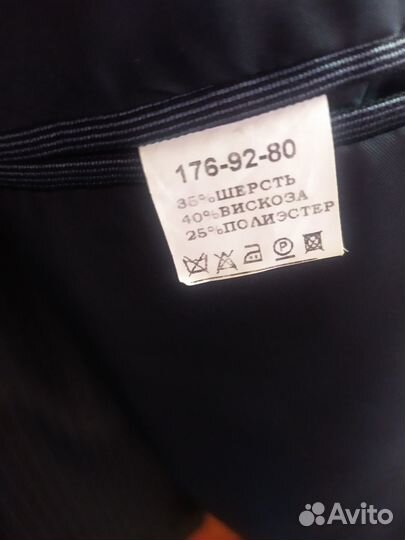 176-92-80
35%ШЕРСТЬ
40%ВИСКОЗА
25%ПОЛИЭСТЕР
P
Avito